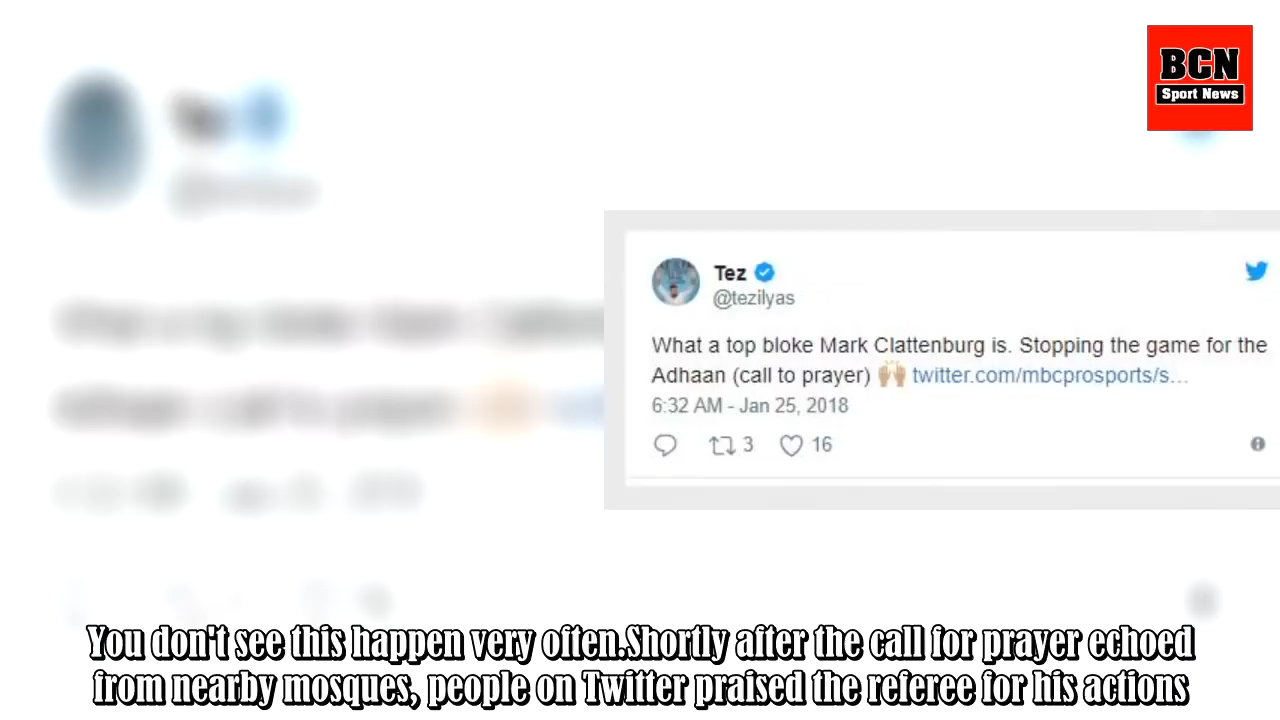 BCN
Sport News
Tez
@tezilyas
What a top bloke Mark Clattenburg is. Stopping the game for the
Adhaan (call to prayer) 🙌🏽 twitter.com/mbcprosports/s...
6:32 AM - Jan 25, 2018
3 16
You don't see this happen very often.Shortly after the call for prayer echoed
from nearby mosques, people on Twitter praised the referee for his actions